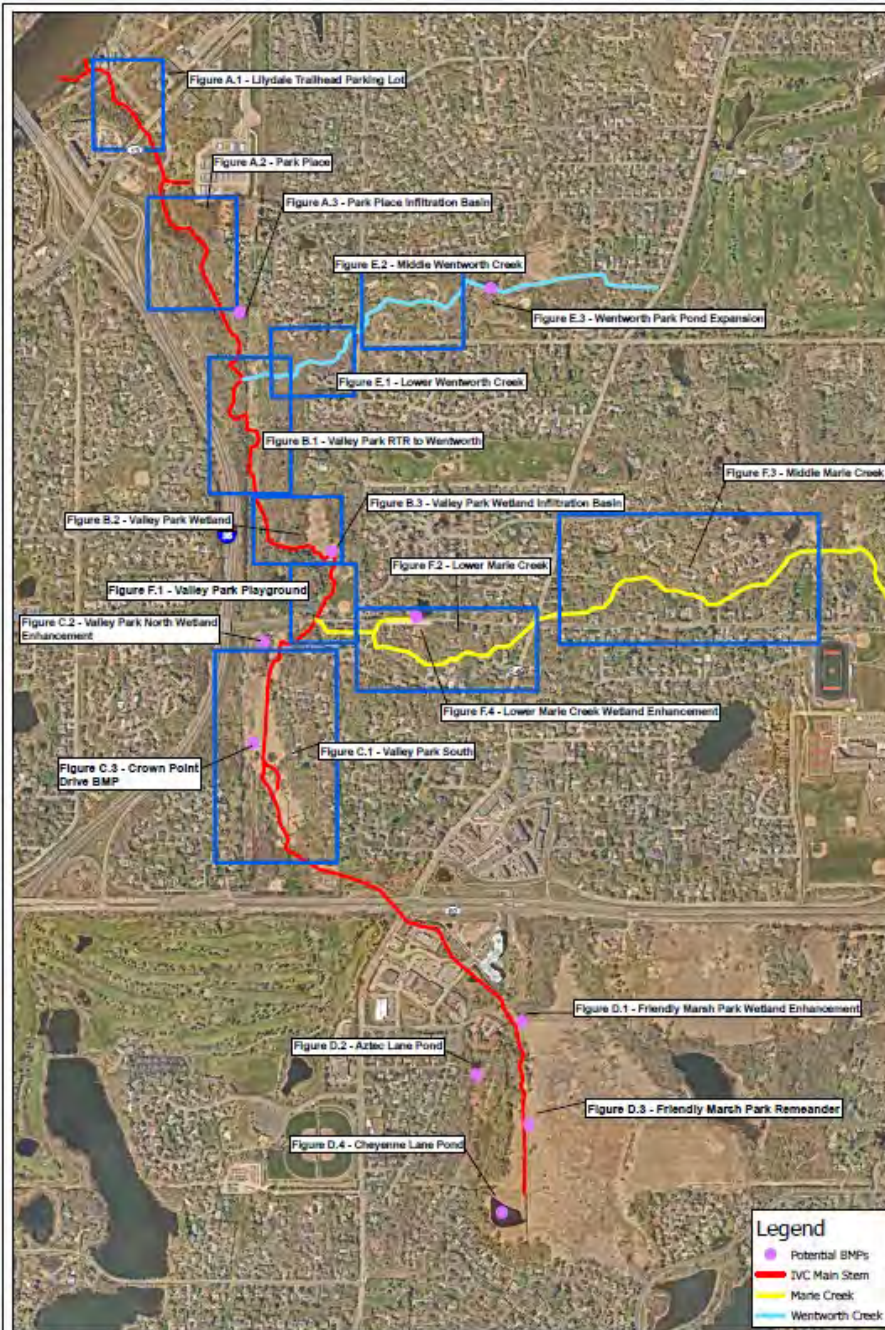 Figure A.1 - Lilydale Trailhead Parking Lot
Figure A.2 - Park Place
Figure A.3 - Park Place Infiltration Basin
Figure E.2 - Middle Wentworth Creek
Figure E.3 - Wentworth Park Pond Expansion
Figure E.1 - Lower Wentworth Creek
Figure B.1 - Valley Park RTR to Wentworth
Figure F.3 - Middle Marie Creek
Figure B.3 - Valley Park Wetland Infiltration Basin
Figure B.2 - Valley Park Wetland
Figure F.2 - Lower Marie Creek
Figure F.1 - Valley Park Playground
Figure C.2 - Valley Park North Wetland
Enhancement
Figure F.4 - Lower Marie Creek Wetland Enhancement
Figure C.1 - Valley Park South
Figure C.3 - Crown Point
Drive BMP
Figure D.1 - Friendly Marsh Park Wetland Enhancement
Figure D.2 - Aztec Lane Pond
Figure D.3 - Friendly Marsh Park Remeander
Figure D.4 - Cheyenne Lane Pond
Legend
Potential BMPs
IVC Main Stem
Marie Creek
Wentworth Creek